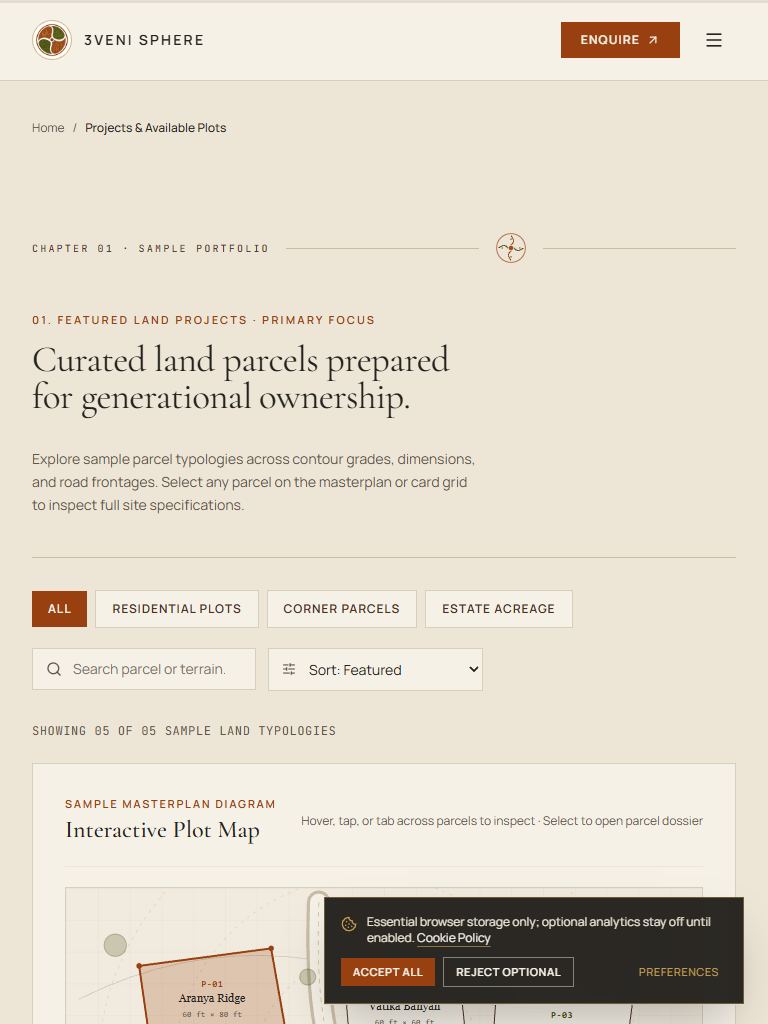 3VENI SPHERE
ENQUIRE
Home / Projects & Available Plots
CHAPTER 01 · SAMPLE PORTFOLIO
01. FEATURED LAND PROJECTS · PRIMARY FOCUS
Curated land parcels prepared
for generational ownership.
Explore sample parcel typologies across contour grades, dimensions,
and road frontages. Select any parcel on the masterplan or card grid
to inspect full site specifications.
ALL
RESIDENTIAL PLOTS
CORNER PARCELS
ESTATE ACREAGE
Search parcel or terrain.
Sort: Featured
SHOWING 05 OF 05 SAMPLE LAND TYPOLOGIES
SAMPLE MASTERPLAN DIAGRAM
Interactive Plot Map
Hover, tap, or tab across parcels to inspect · Select to open parcel dossier
P-01
Aranya Ridge
60 ft × 80 ft
Essential browser storage only; optional analytics stay off until
enabled. Cookie Policy
ACCEPT ALL
REJECT OPTIONAL
PREFERENCES
Vatika Banyan
P-03
60 ft × 60 ft